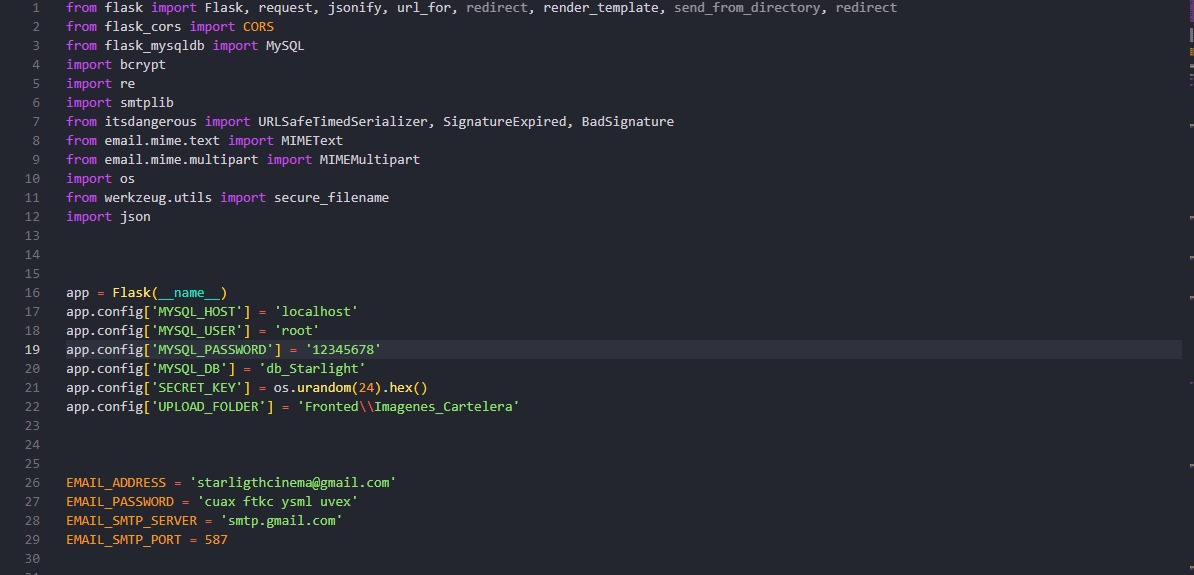 1 from flask import Flask, request, jsonify, url_for, redirect, render_template, send_from_directory, redirect
2 from flask_cors import CORS
3 from flask_mysqldb import MySQL
4 import bcrypt
5 import re
6 import smtplib
7 from itsdangerous import URLSafeTimedSerializer, SignatureExpired, BadSignature
8 from email.mime.text import MIMEText
9 from email.mime.multipart import MIMEMultipart
10 import os
11 from werkzeug.utils import secure_filename
12 import json
13
14
15
16 app = Flask(__name__)
17 app.config['MYSQL_HOST'] = 'localhost'
18 app.config['MYSQL_USER'] = 'root'
19 app.config['MYSQL_PASSWORD'] = '12345678'
20 app.config['MYSQL_DB'] = 'db_Starlight'
21 app.config['SECRET_KEY'] = os.urandom(24).hex()
22 app.config['UPLOAD_FOLDER'] = 'Fronted\\Imagenes_Cartelera'
23
24
25
26 EMAIL_ADDRESS = 'starligthcinema@gmail.com'
27 EMAIL_PASSWORD = 'cuax ftkc ysml uvex'
28 EMAIL_SMTP_SERVER = 'smtp.gmail.com'
29 EMAIL_SMTP_PORT = 587
30